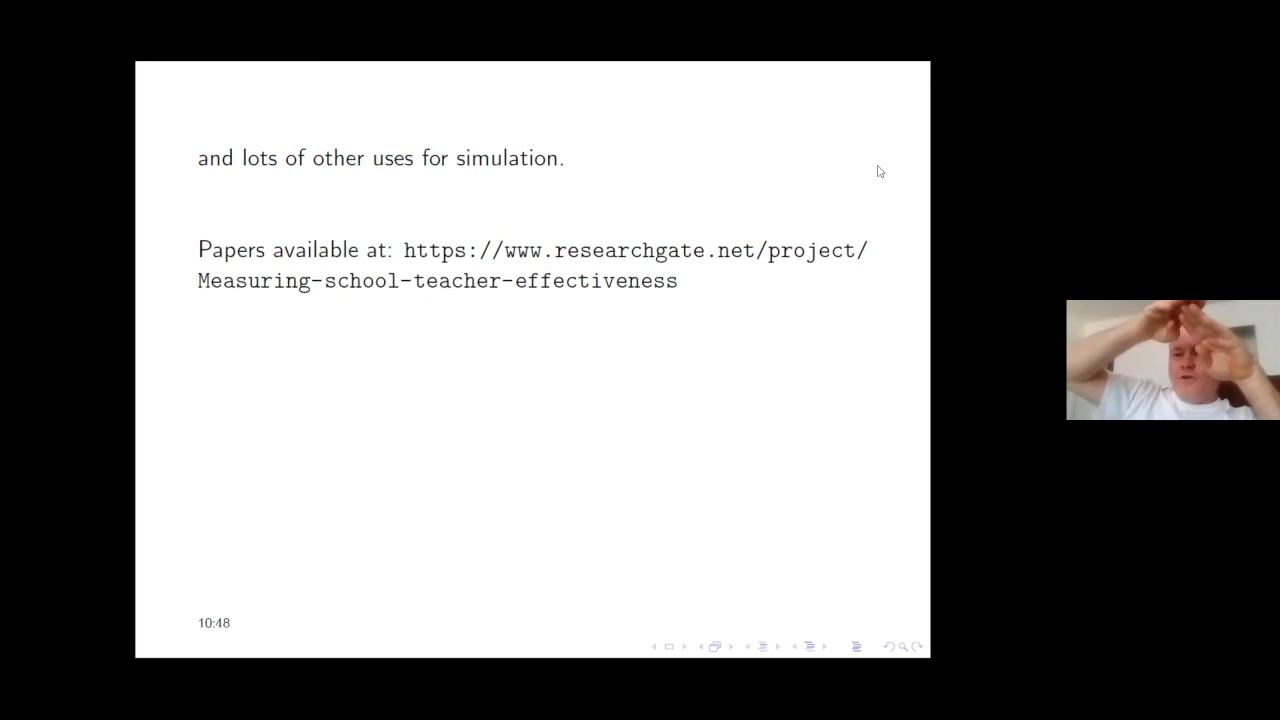 and lots of other uses for simulation.
Papers available at: https://www.researchgate.net/project/
Measuring-school-teacher-effectiveness
10:48